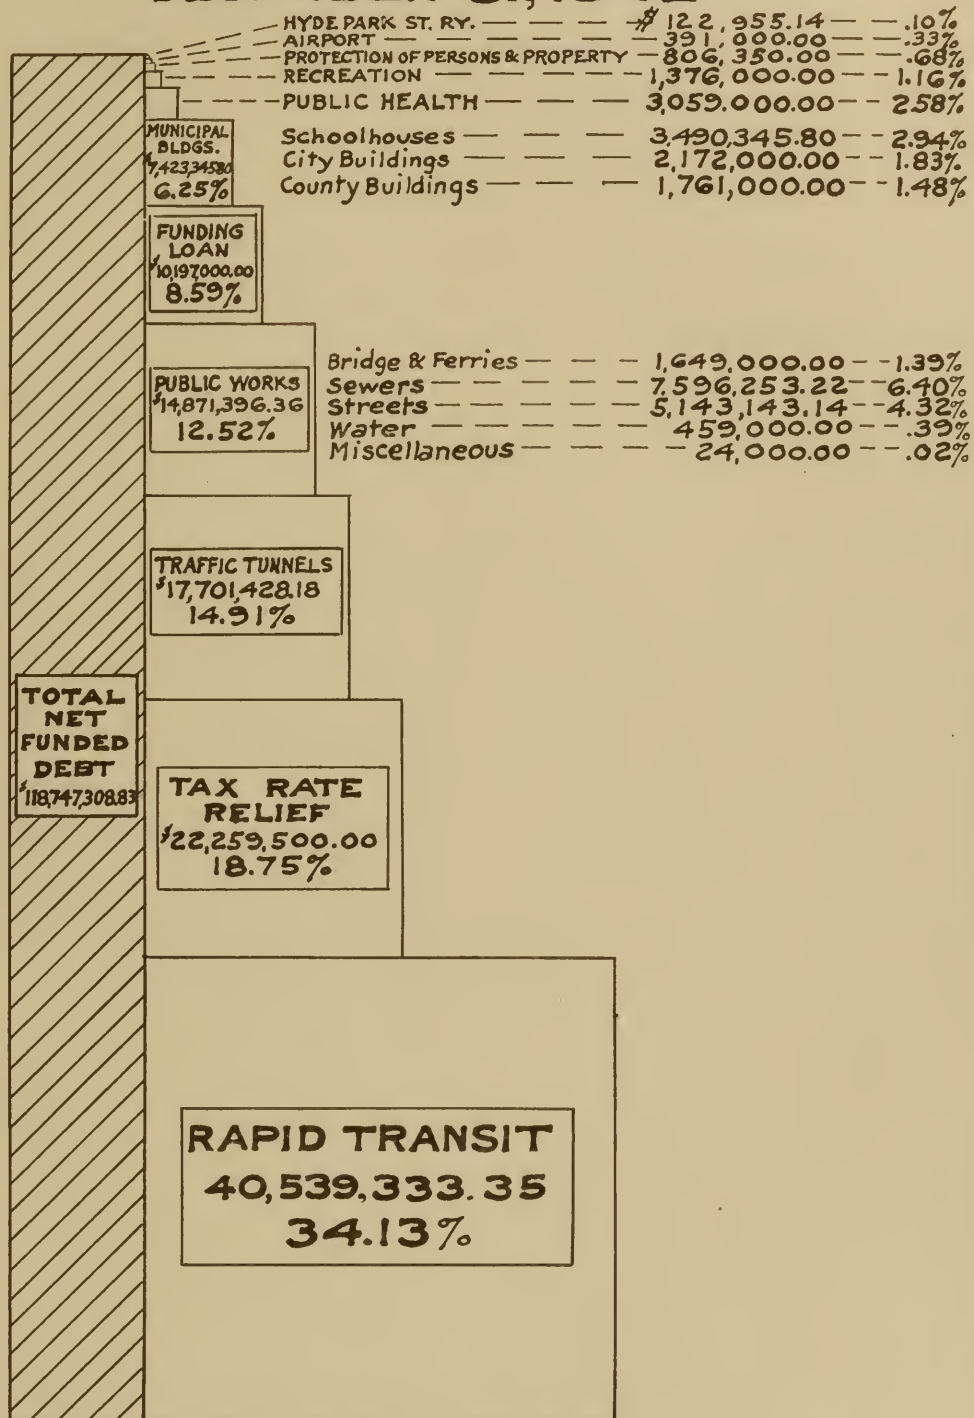 HYDE PARK ST. RY. — — — $ 122,955.14 — — .10%
AIRPORT — — — — — 391,000.00 — — .33%
PROTECTION OF PERSONS & PROPERTY — 806,350.00 — — .68%
RECREATION — — — — 1,376,000.00 — — 1.16%
PUBLIC HEALTH — — — 3,059.000.00 — — 2.58%
MUNICIPAL
BLDGS.
$7,423,345.80
6.25%
Schoolhouses — — — 3,490,345.80 — — 2.94%
City Buildings — — — 2,172,000.00 — — 1.83%
County Buildings — — — 1,761,000.00 — — 1.48%
FUNDING
LOAN
$10,197,000.00
8.59%
PUBLIC WORKS
$14,871,396.36
12.52%
Bridge & Ferries — — — 1,649,000.00 — — 1.39%
Sewers — — — — — 7,596,253.22 — — 6.40%
Streets — — — — — 5,143,143.14 — — 4.32%
Water — — — — — 459,000.00 — — .39%
Miscellaneous — — — 24,000.00 — — .02%
TRAFFIC TUNNELS
$17,701,428.18
14.91%
TOTAL
NET
FUNDED
DEBT
$118,747,308.83
TAX RATE
RELIEF
$22,259,500.00
18.75%
RAPID TRANSIT
40,539,333.35
34.13%